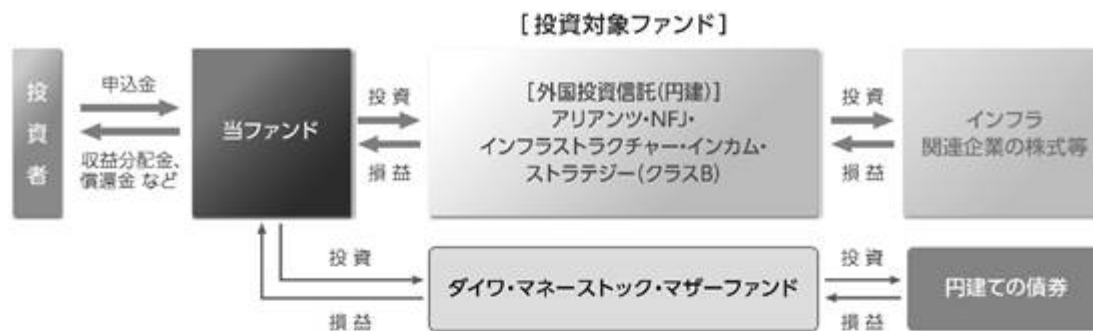 [投資対象ファンド]
投資者
申込金
収益分配金、
償還金 など
当ファンド
投 資
損 益
[外国投資信託(円建)]
アリアンツ・NFJ・
インフラストラクチャー・インカム・
ストラテジー(クラスB)
投 資
損 益
インフラ
関連企業の株式等
投 資
損 益
ダイワ・マネーストック・マザーファンド
投 資
損 益
円建ての債券